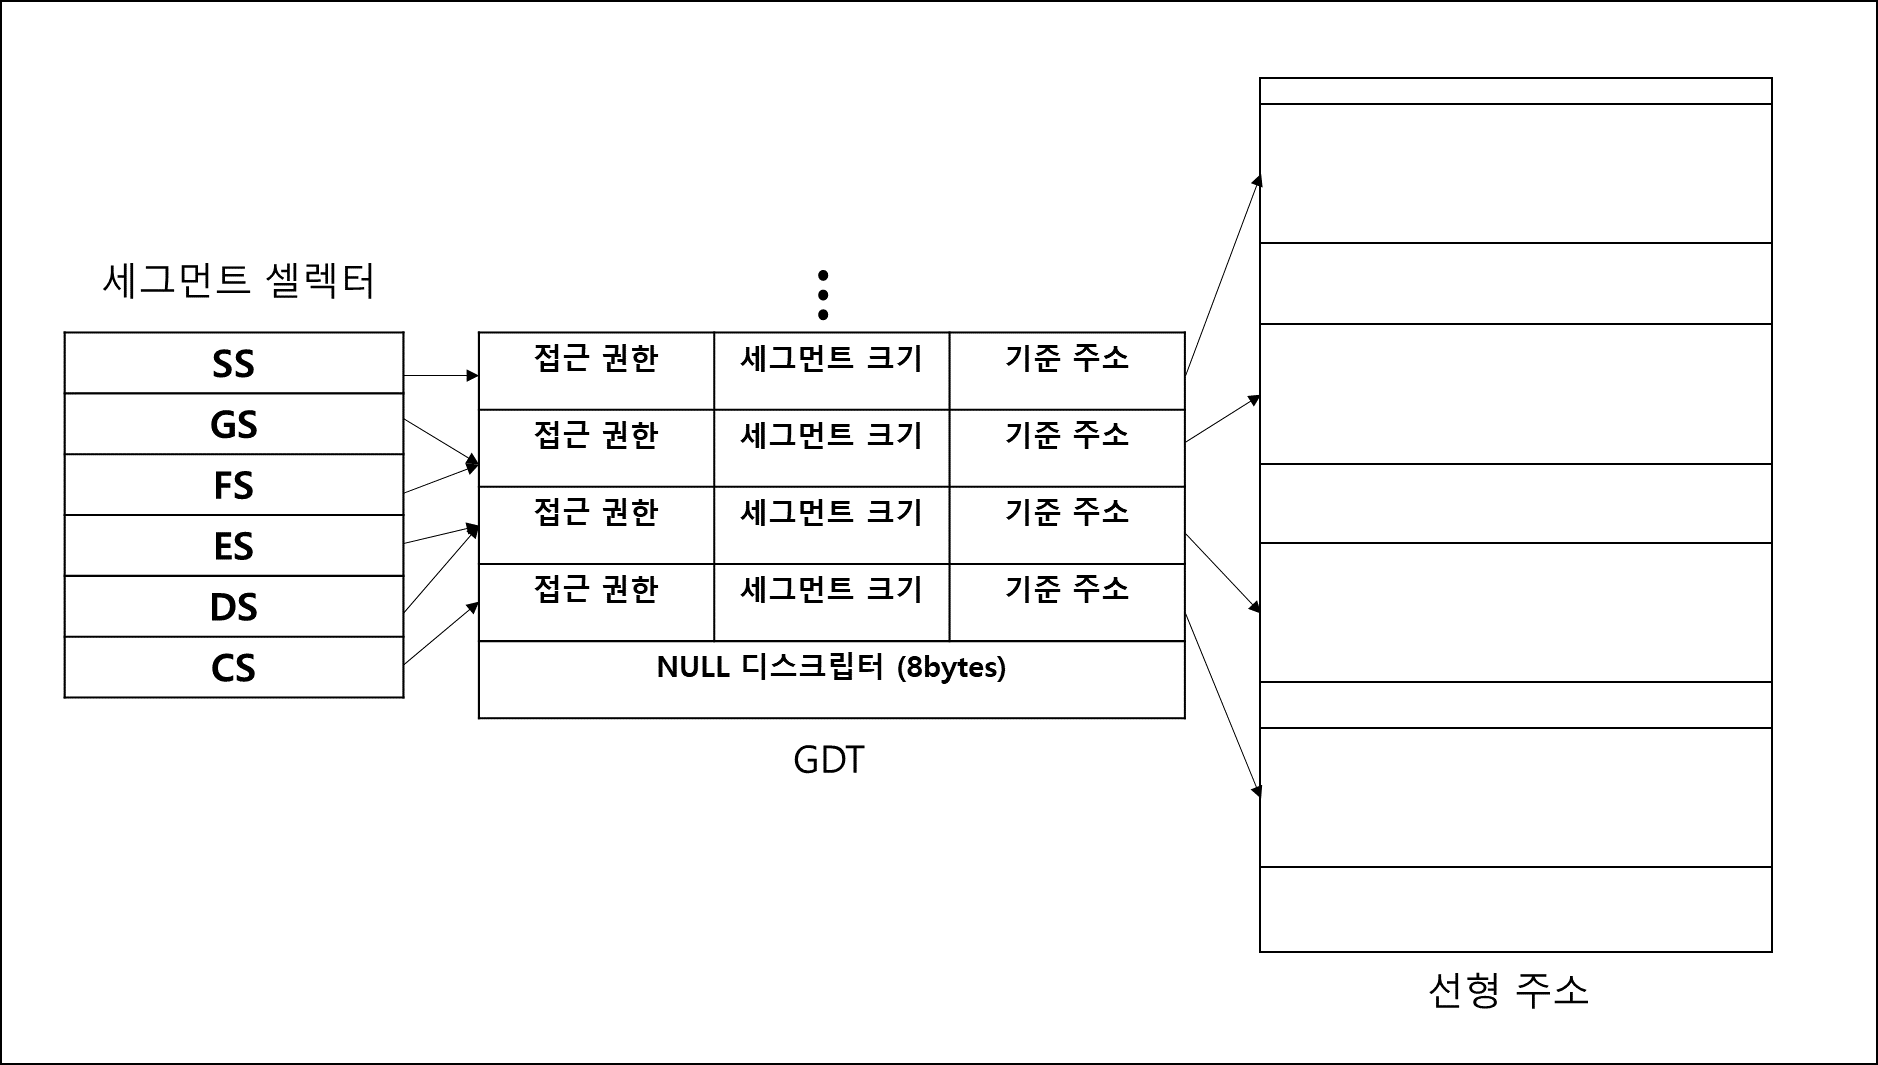 세그먼트 셀렉터
SS
GS
FS
ES
DS
CS
접근 권한 세그먼트 크기 기준 주소
접근 권한 세그먼트 크기 기준 주소
접근 권한 세그먼트 크기 기준 주소
접근 권한 세그먼트 크기 기준 주소
NULL 디스크립터 (8bytes)
GDT
선형 주소